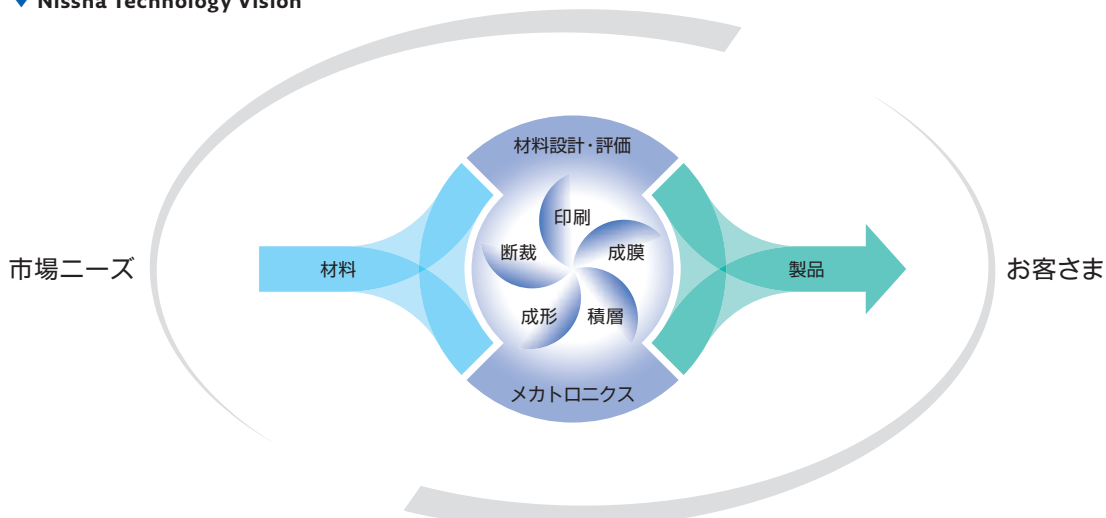 Nissha Technology Vision
材料設計・評価
印刷
断裁
成膜
市場ニーズ
材料
製品
お客さま
成形
積層
メカトロニクス